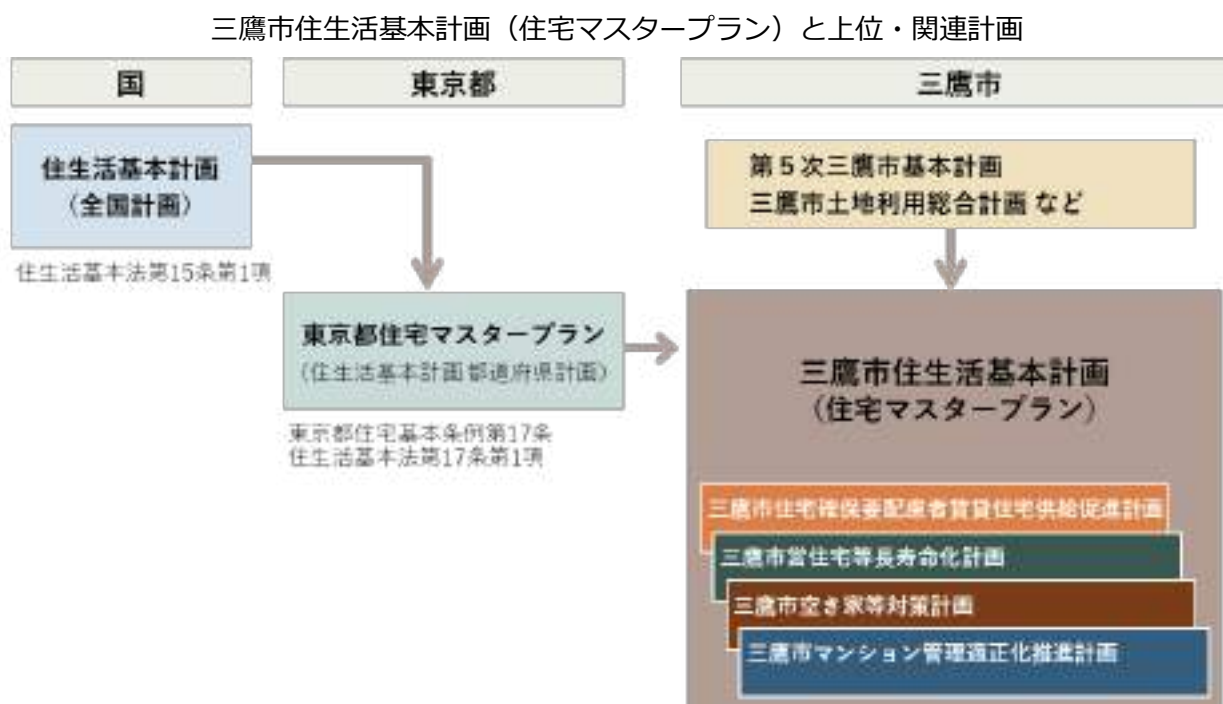 三鷹市住生活基本計画（住宅マスタープラン）と上位・関連計画
国
東京都
三鷹市
住生活基本計画
（全国計画）
住生活基本法第15条第1項
東京都住宅マスタープラン
（住生活基本計画都道府県計画）
東京都住宅基本条例第17条
住生活基本法第17条第1項
第５次三鷹市基本計画
三鷹市土地利用総合計画 など
三鷹市住生活基本計画
（住宅マスタープラン）
三鷹市住宅確保要配慮者賃貸住宅供給促進計画
三鷹市営住宅等長寿命化計画
三鷹市空き家等対策計画
三鷹市マンション管理適正化推進計画